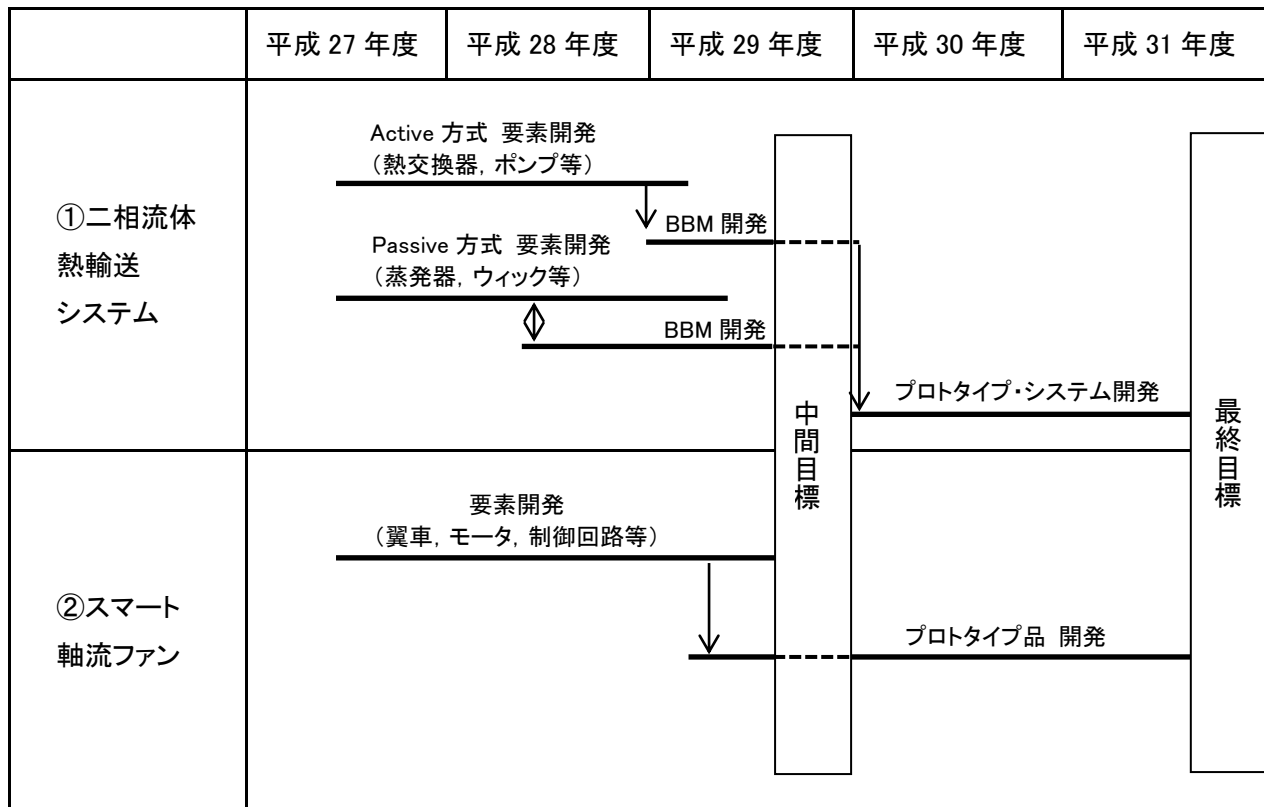 平成 27 年度
平成 28 年度
平成 29 年度
平成 30 年度
平成 31 年度
①二相流体
熱輸送
システム
Active 方式 要素開発
（熱交換器, ポンプ等）
BBM 開発
Passive 方式 要素開発
（蒸発器, ウィック等）
BBM 開発
プロトタイプ・システム開発
中間目標
最終目標
②スマート
軸流ファン
要素開発
（翼車, モータ, 制御回路等）
プロトタイプ品 開発